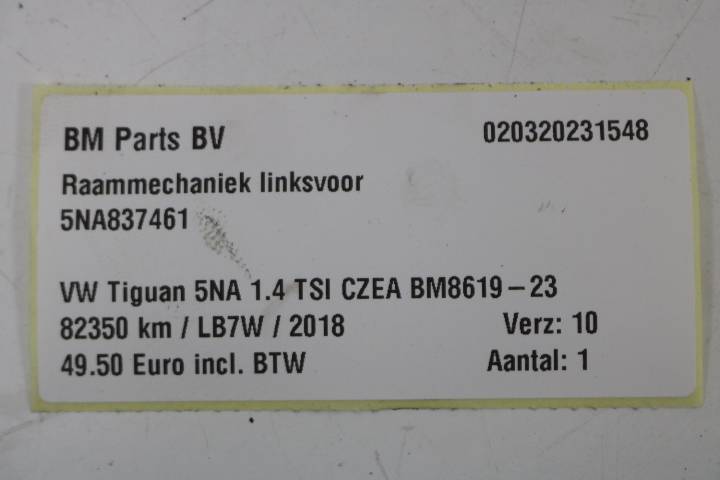 BM Parts BV 020320231548
Raammechaniek linksvoor
5NA837461
VW Tiguan 5NA 1.4 TSI CZEA BM8619-23
82350 km / LB7W / 2018 Verz: 10
49.50 Euro incl. BTW Aantal: 1